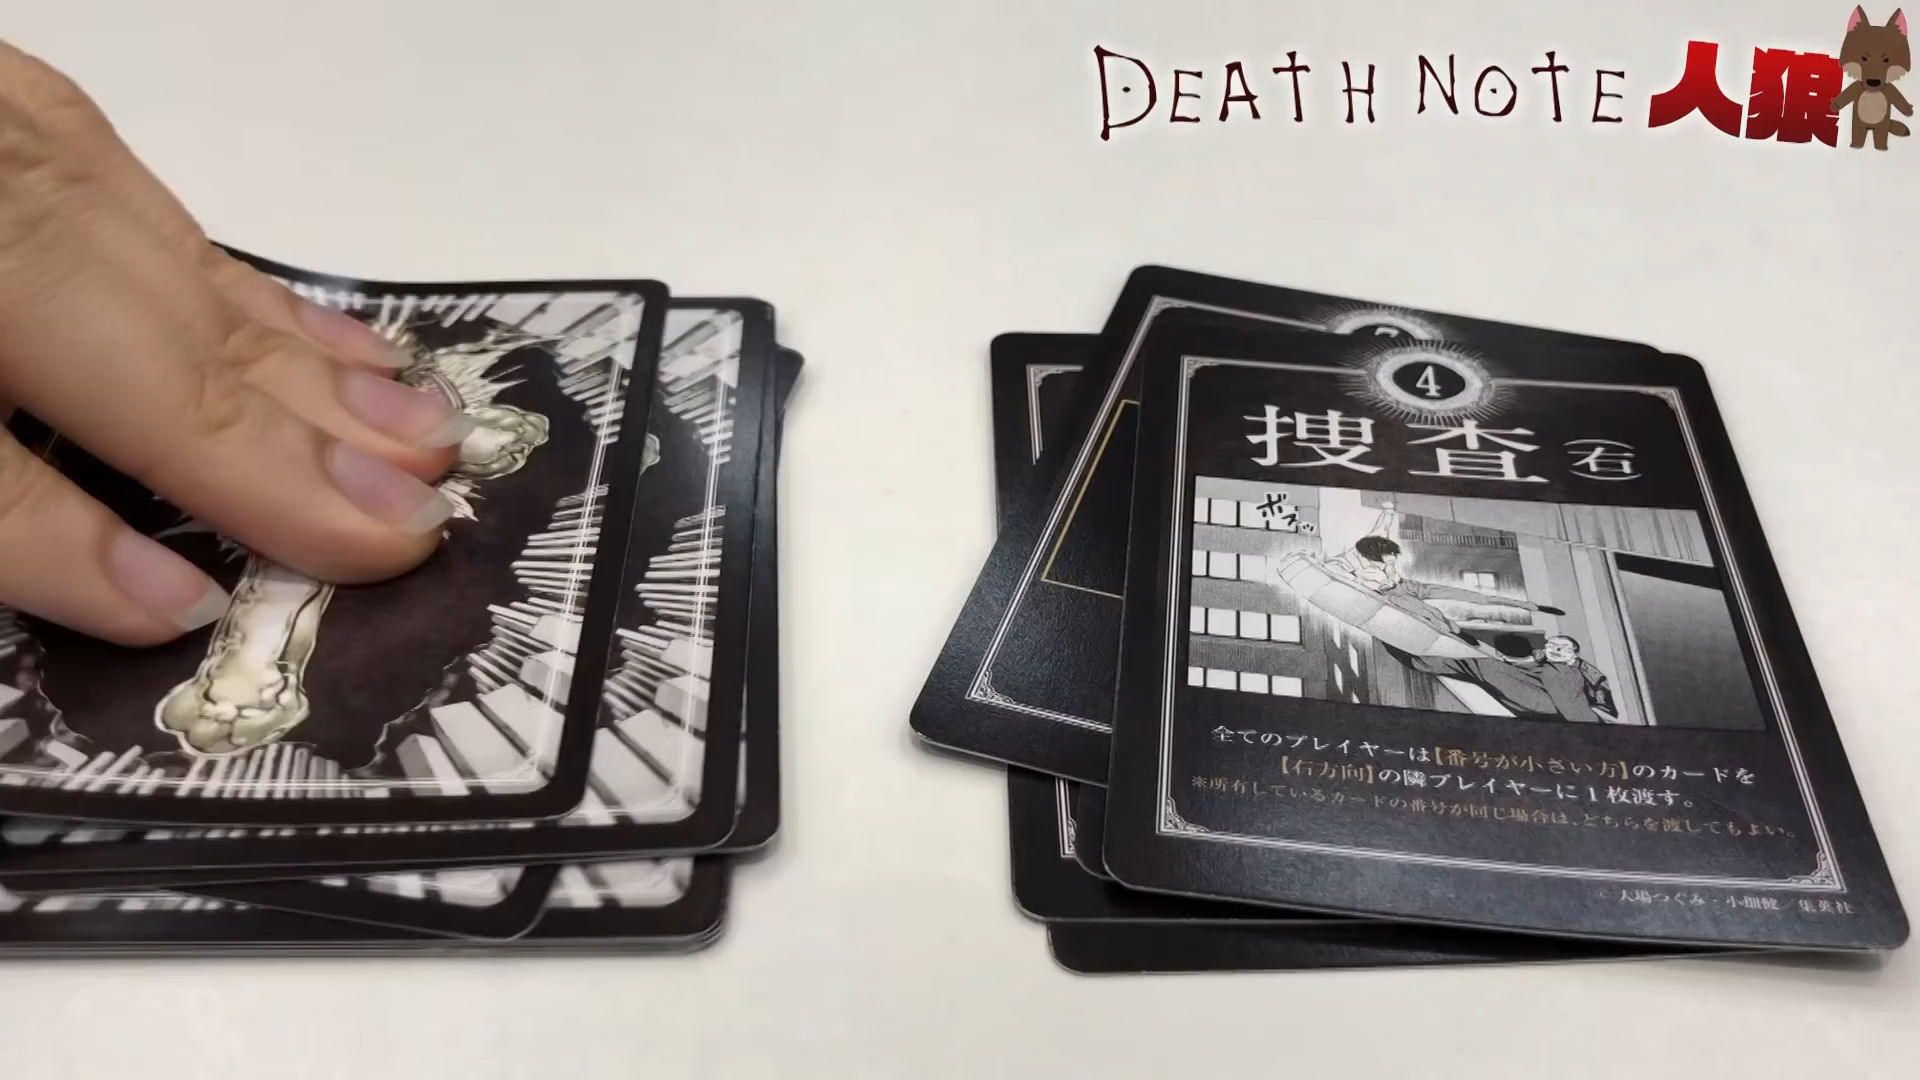 DEATH NOTE 人狼
4
捜査(右)
ボスッ
全てのプレイヤーは【番号が小さい方】のカードを
【右方向】の隣プレイヤーに1枚渡す。
※所有しているカードの番号が同じ場合は、どちらを渡してもよい。
©大場つぐみ・小畑健/集英社